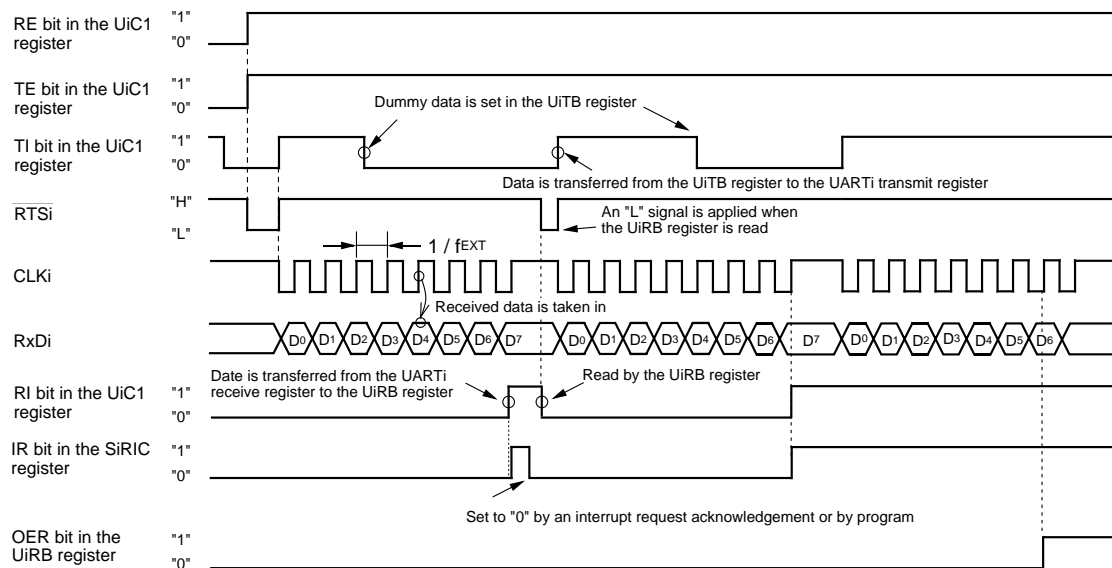 RE bit in the UiC1
register
"1"
"0"
TE bit in the UiC1
register
"1"
"0"
Dummy data is set in the UiTB register
TI bit in the UiC1
register
"1"
"0"
Data is transferred from the UiTB register to the UARTi transmit register
RTSi
"H"
"L"
An "L" signal is applied when
the UiRB register is read
1 / fEXT
CLKi
Received data is taken in
RxDi
D0 D1 D2 D3 D4 D5 D6 D7 D0 D1 D2 D3 D4 D5 D6 D7 D0 D1 D2 D3 D4 D5 D6
Date is transferred from the UARTi
receive register to the UiRB register
Read by the UiRB register
RI bit in the UiC1
register
"1"
"0"
IR bit in the SiRIC
register
"1"
"0"
Set to "0" by an interrupt request acknowledgement or by program
OER bit in the
UiRB register
"1"
"0"